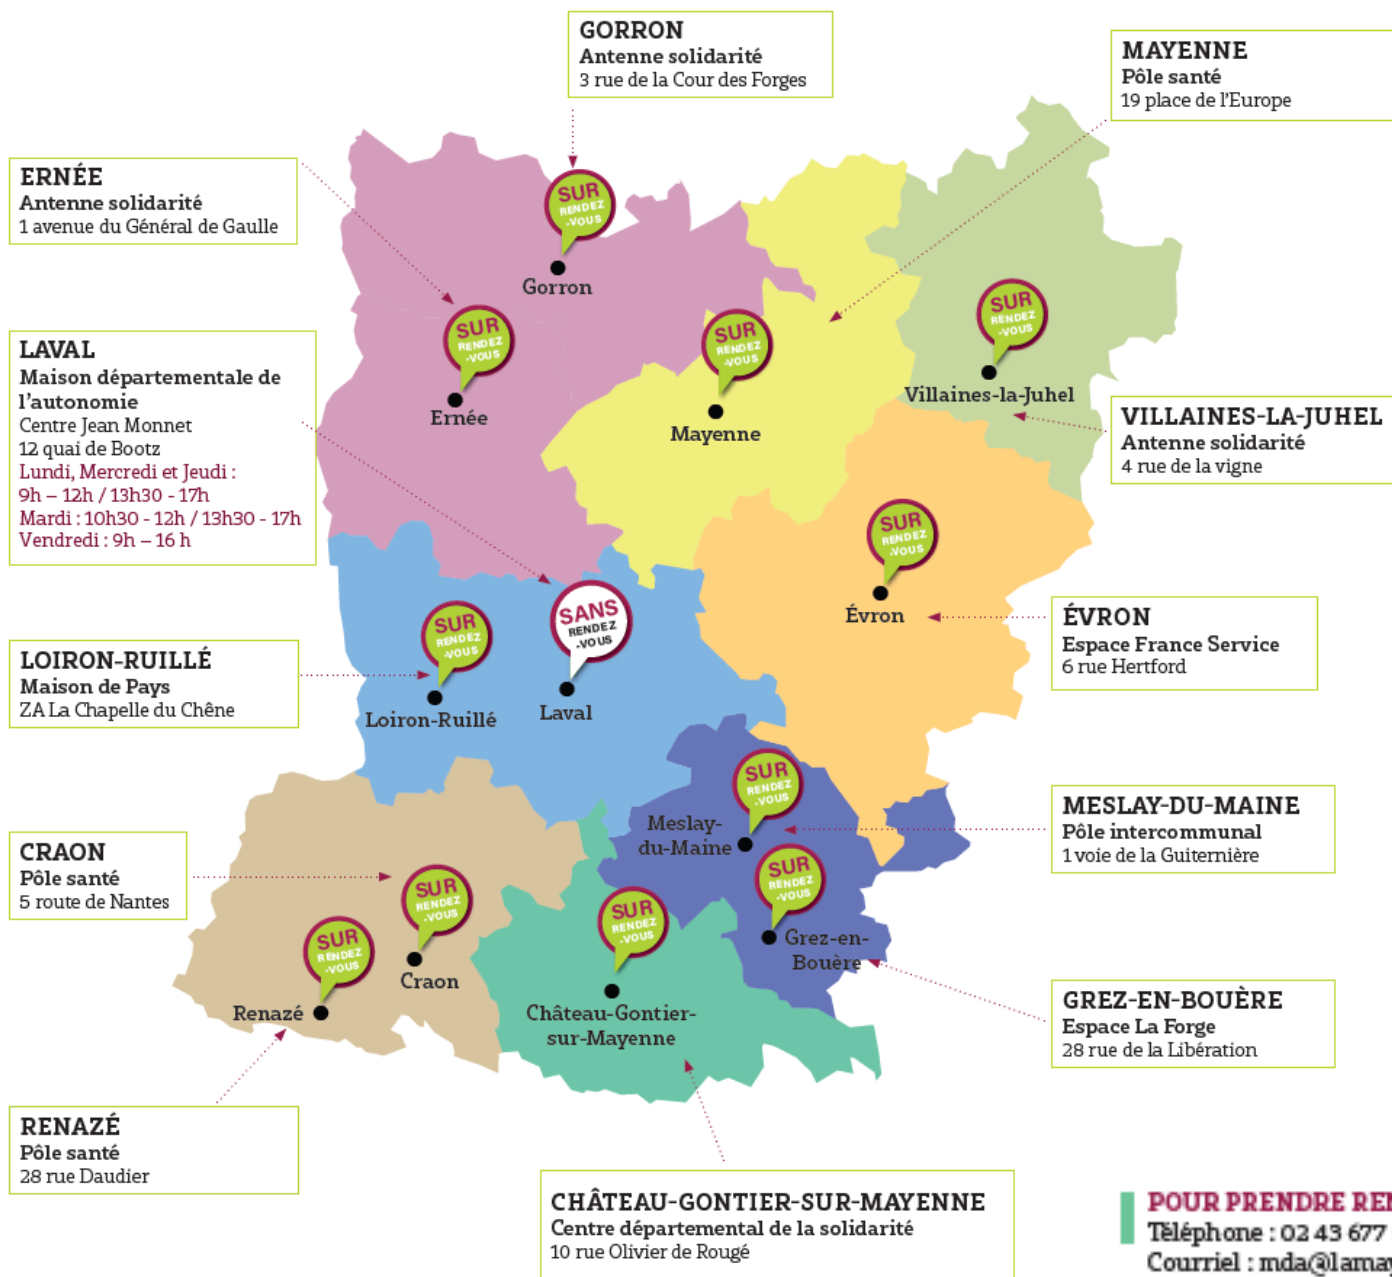 GORRON
Antenne solidarité
3 rue de la Cour des Forges
MAYENNE
Pôle santé
19 place de l'Europe
ERNÉE
Antenne solidarité
1 avenue du Général de Gaulle
SUR
RENDEZ
-VOUS
Gorron
SUR
RENDEZ
-VOUS
Ernée
SUR
RENDEZ
-VOUS
Mayenne
SUR
RENDEZ
-VOUS
Villaines-la-Juhel
LAVAL
Maison départementale de
l'autonomie
Centre Jean Monnet
12 quai de Bootz
Lundi, Mercredi et Jeudi :
9h – 12h / 13h30 - 17h
Mardi : 10h30 - 12h / 13h30 - 17h
Vendredi : 9h – 16 h
VILLAINES-LA-JUHEL
Antenne solidarité
4 rue de la vigne
SUR
RENDEZ
-VOUS
Évron
ÉVRON
Espace France Service
6 rue Hertford
SUR
RENDEZ
-VOUS
Loiron-Ruillé
SANS
RENDEZ
-VOUS
Laval
LOIRON-RUILLÉ
Maison de Pays
ZA La Chapelle du Chêne
SUR
RENDEZ
-VOUS
Meslay-
du-Maine
MESLAY-DU-MAINE
Pôle intercommunal
1 voie de la Guiternière
CRAON
Pôle santé
5 route de Nantes
SUR
RENDEZ
-VOUS
Craon
SUR
RENDEZ
-VOUS
Renazé
SUR
RENDEZ
-VOUS
Château-Gontier-
sur-Mayenne
SUR
RENDEZ
-VOUS
Grez-en-
Bouère
GREZ-EN-BOUÈRE
Espace La Forge
28 rue de la Libération
RENAZÉ
Pôle santé
28 rue Daudier
CHÂTEAU-GONTIER-SUR-MAYENNE
Centre départemental de la solidarité
10 rue Olivier de Rougé
POUR PRENDRE REN
Téléphone : 02 43 677
Courriel : mda@lamay